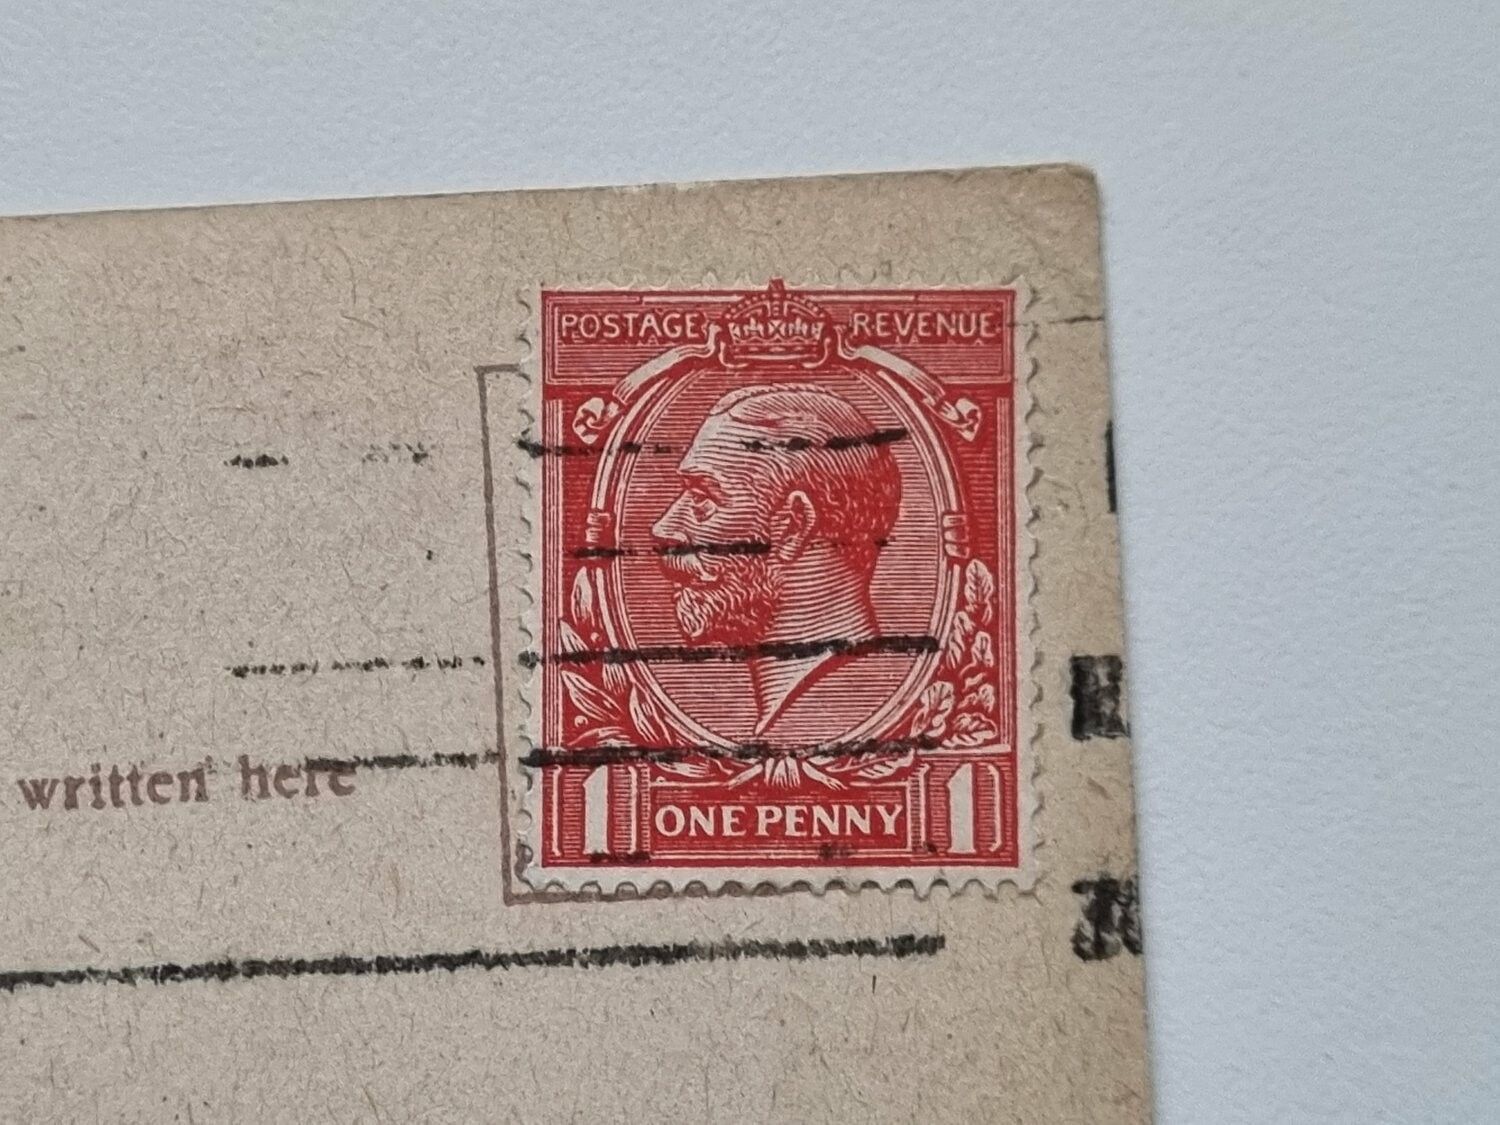 POSTAGE REVENUE
written here
1 ONE PENNY 1